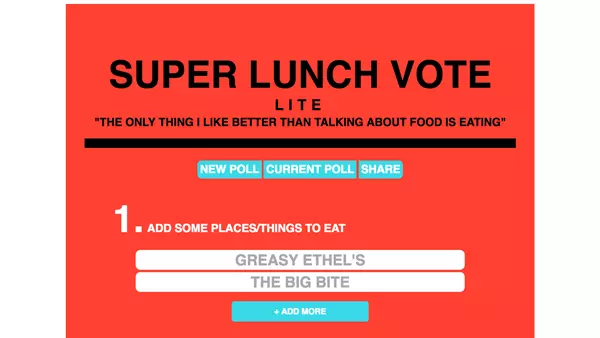 SUPER LUNCH VOTE
LITE
"THE ONLY THING I LIKE BETTER THAN TALKING ABOUT FOOD IS EATING"
NEW POLL CURRENT POLL SHARE
1. ADD SOME PLACES/THINGS TO EAT
GREASY ETHEL'S
THE BIG BITE
+ ADD MORE